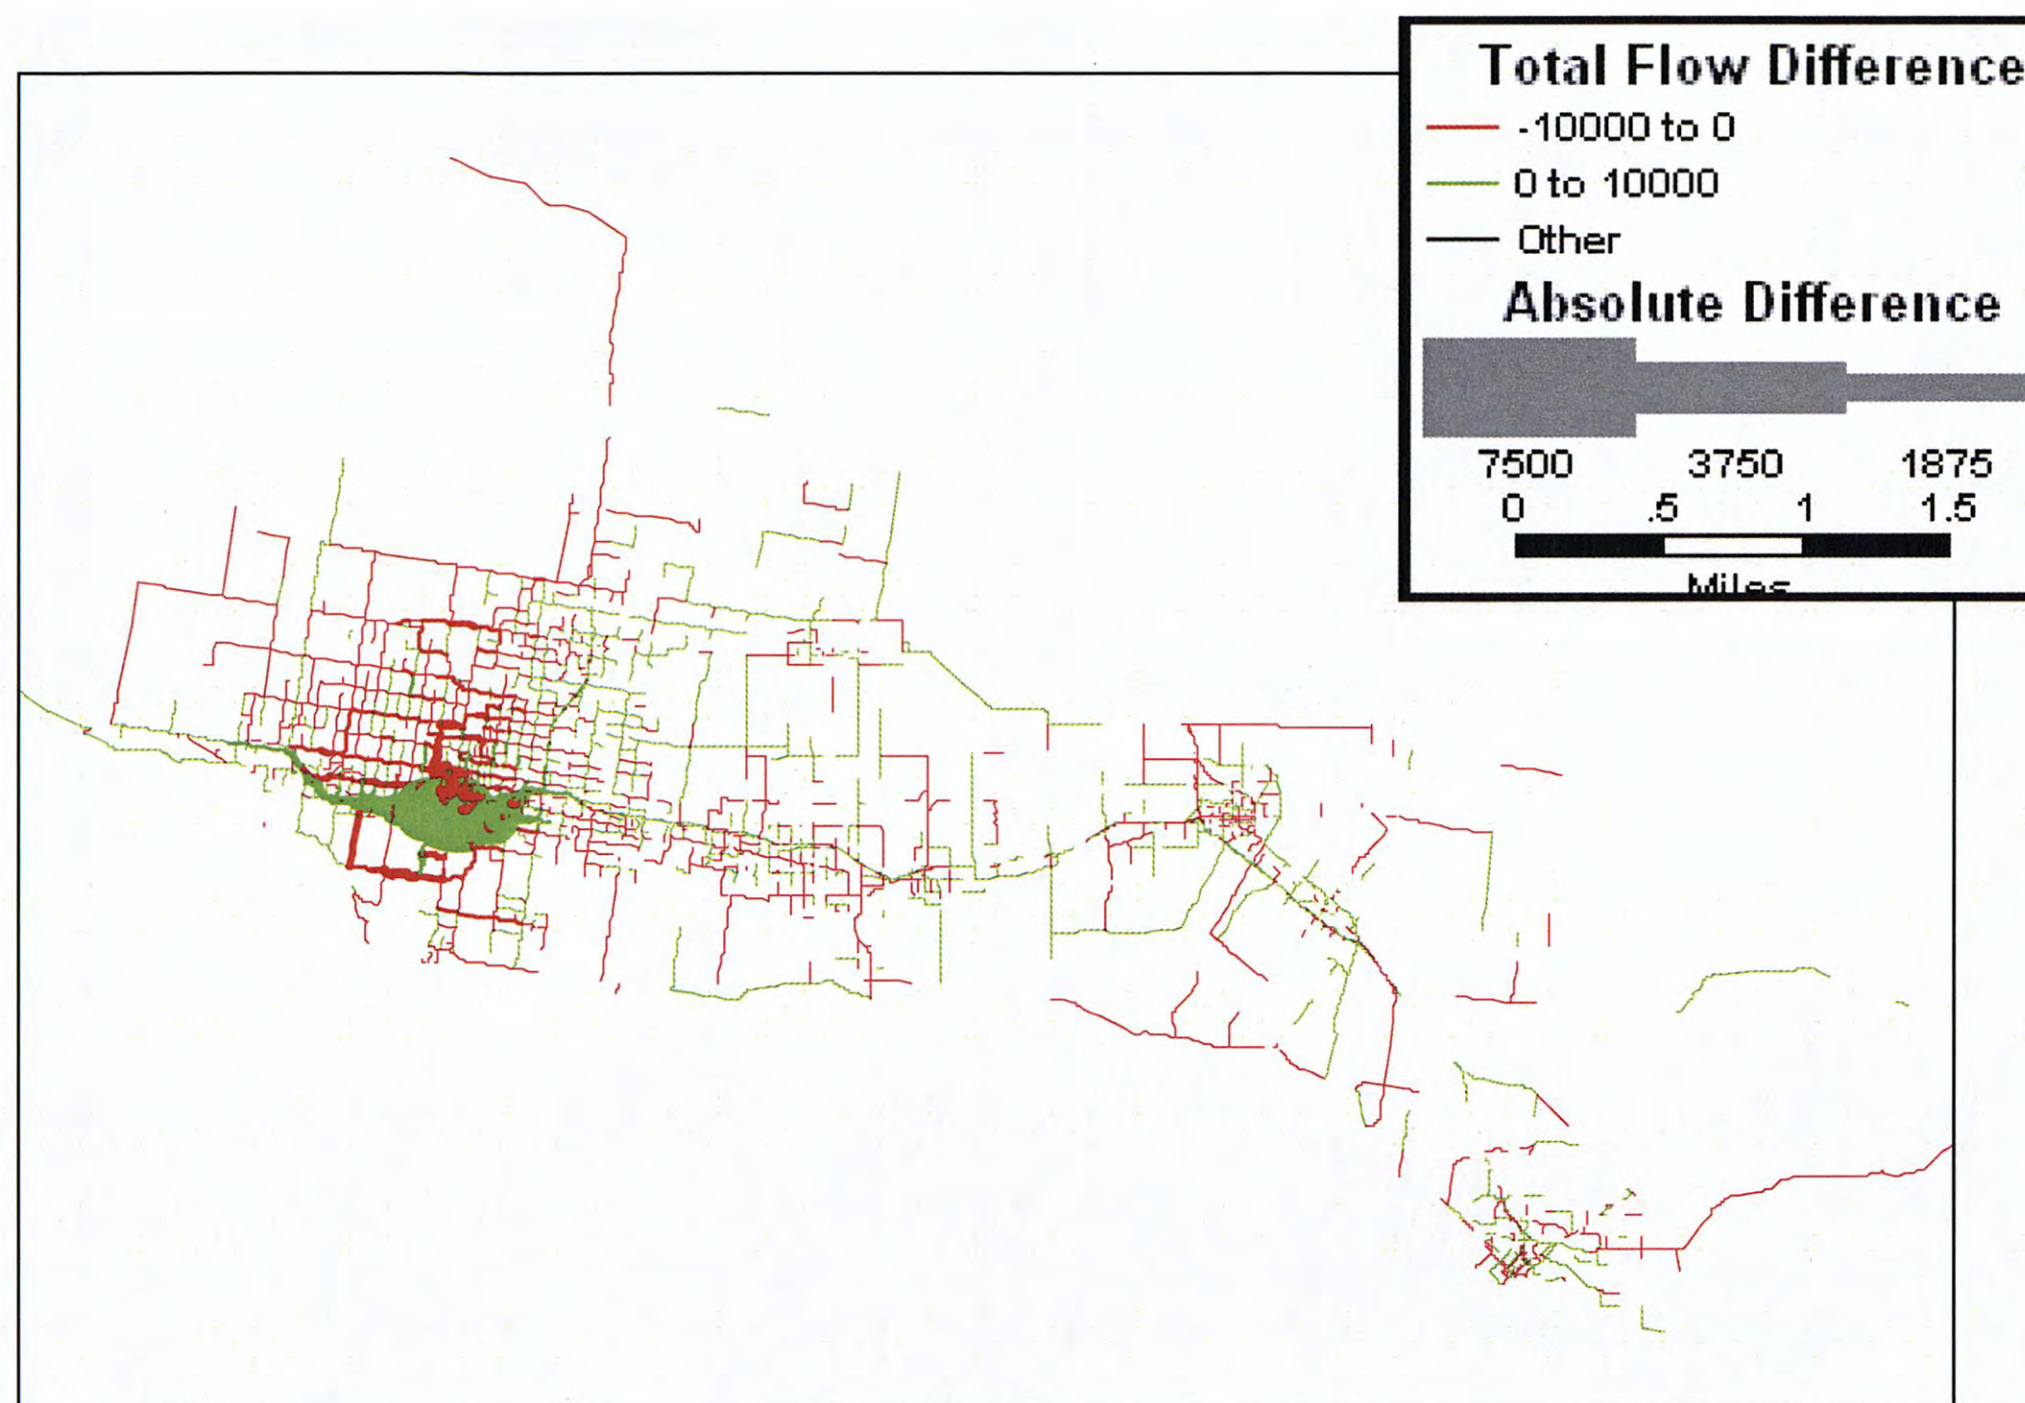 Total Flow Difference
-10000 to 0
0 to 10000
Other
Absolute Difference
7500 3750 1875
0 .5 1 1.5
Miles